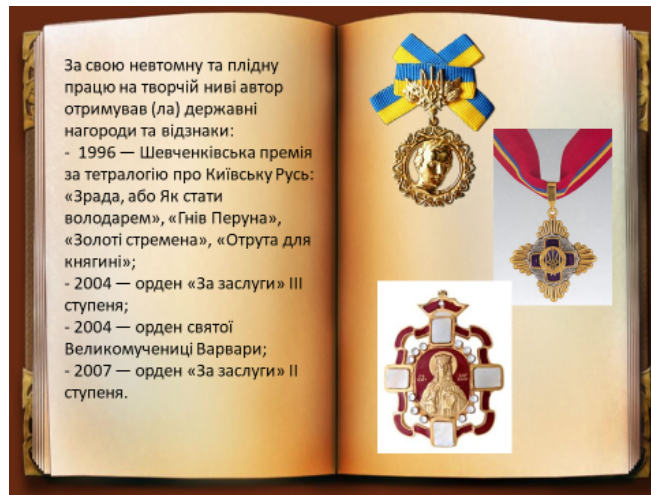 За свою невтомну та плідну
працю на творчій ниві автор
отримував (ла) державні
нагороди та відзнаки:
- 1996 — Шевченківська премія
за тетралогію про Київську Русь:
«Зрада, або Як стати
володарем», «Гнів Перуна»,
«Золоті стремена», «Отрута для
княгині»;
- 2004 — орден «За заслуги» III
ступеня;
- 2004 — орден святої
Великомучениці Варвари;
- 2007 — орден «За заслуги» II
ступеня.